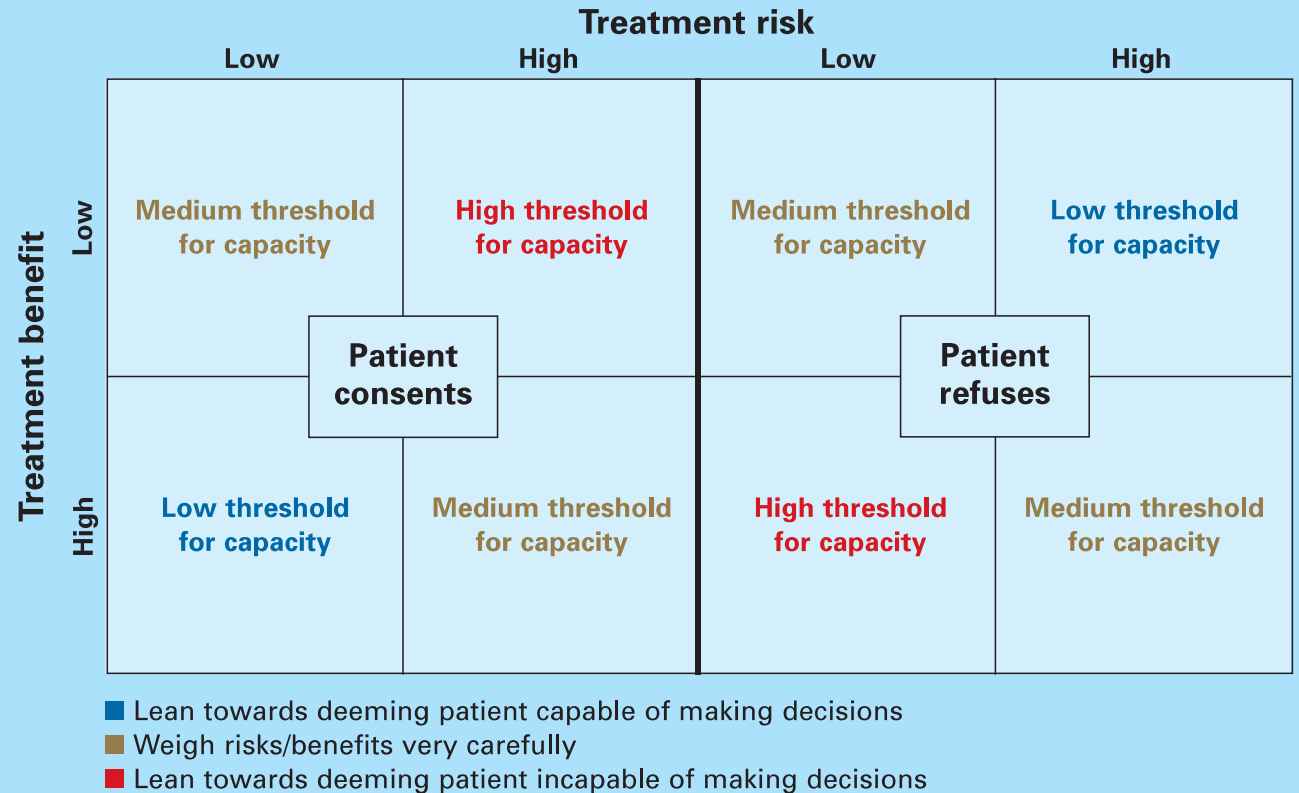 Treatment risk
Low
High
Low
High
Treatment benefit
Low
High
Medium threshold
for capacity
High threshold
for capacity
Medium threshold
for capacity
Low threshold
for capacity
Patient
consents
Patient
refuses
Low threshold
for capacity
Medium threshold
for capacity
High threshold
for capacity
Medium threshold
for capacity
Lean towards deeming patient capable of making decisions
Weigh risks/benefits very carefully
Lean towards deeming patient incapable of making decisions